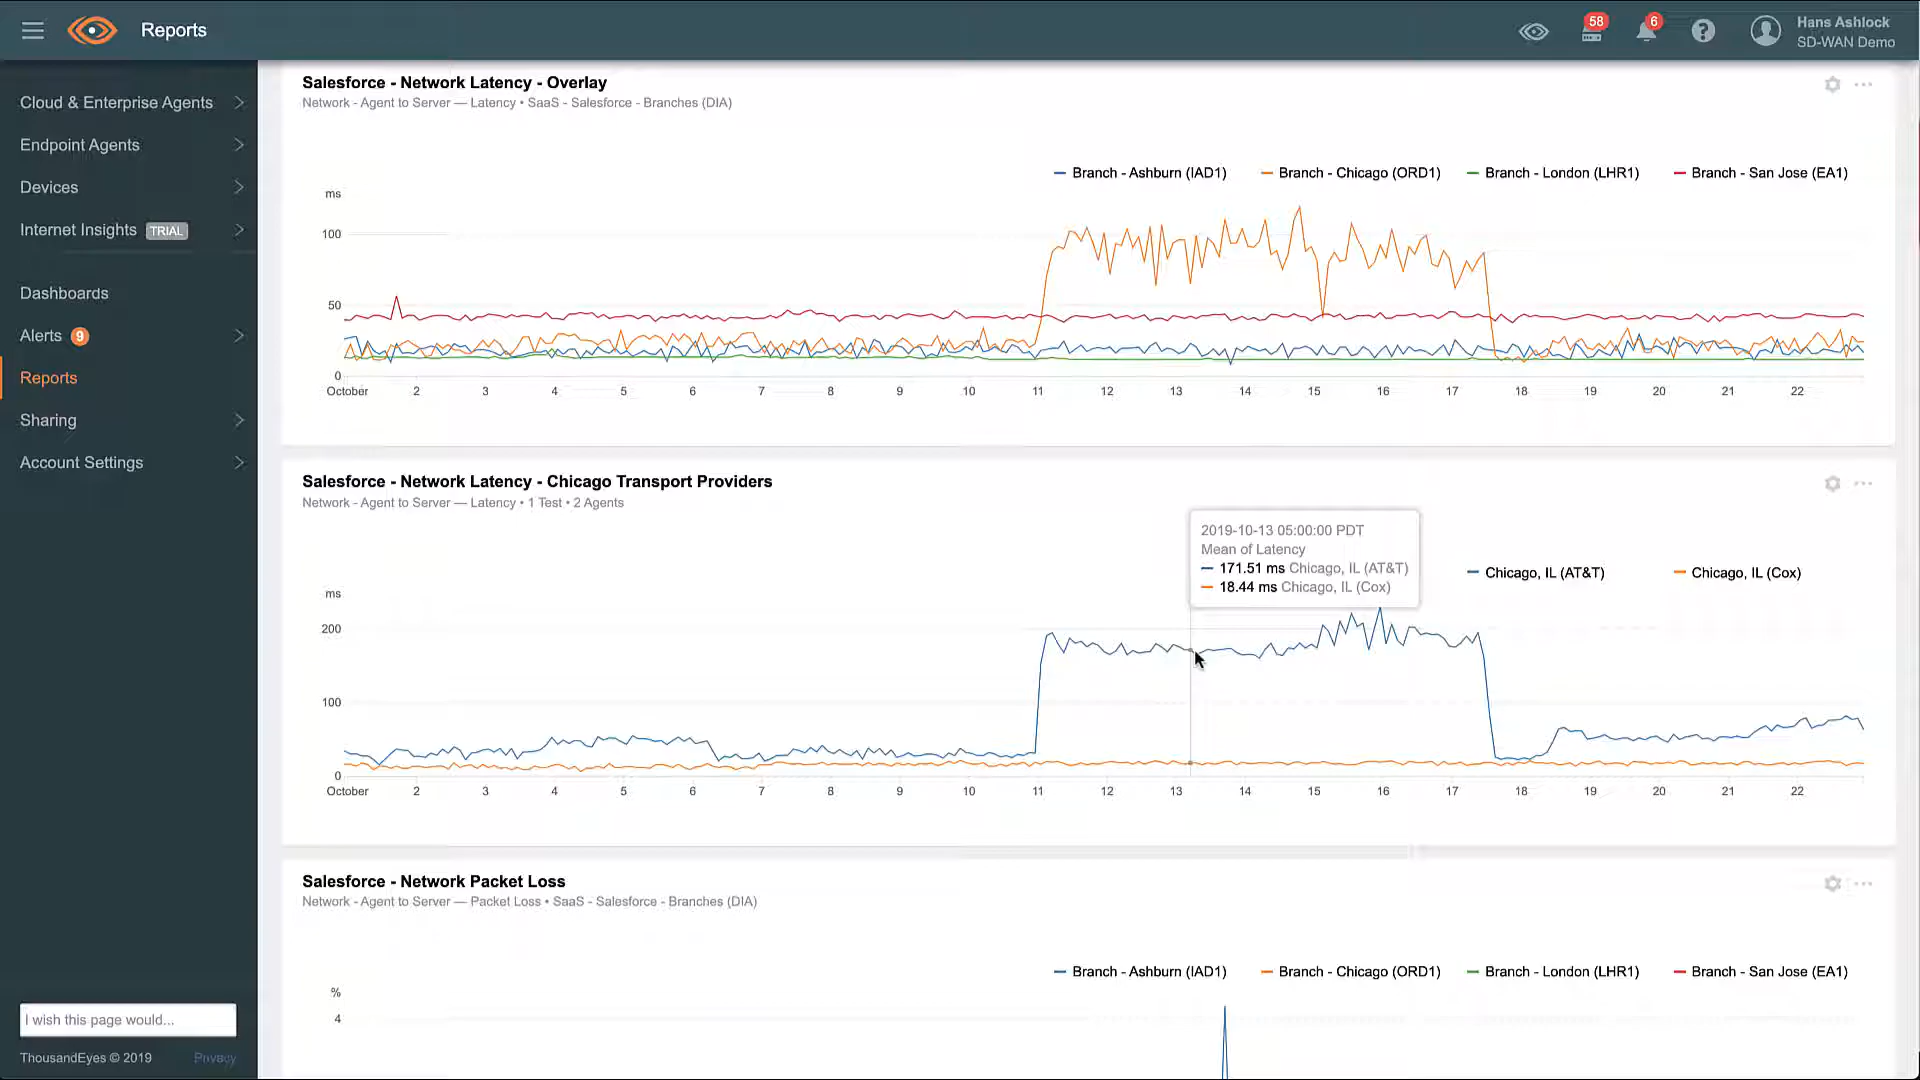 Reports
58
6
Hans Ashlock
SD-WAN Demo
Cloud & Enterprise Agents
Endpoint Agents
Devices
Internet Insights TRIAL
Dashboards
Alerts 9
Reports
Sharing
Account Settings
I wish this page would...
ThousandEyes © 2019 Privacy
Salesforce - Network Latency - Overlay
Network - Agent to Server — Latency • SaaS - Salesforce - Branches (DIA)
Branch - Ashburn (IAD1) Branch - Chicago (ORD1) Branch - London (LHR1) Branch - San Jose (EA1)
ms
100
50
0
October 2 3 4 5 6 7 8 9 10 11 12 13 14 15 16 17 18 19 20 21 22
Salesforce - Network Latency - Chicago Transport Providers
Network - Agent to Server — Latency • 1 Test • 2 Agents
2019-10-13 05:00:00 PDT
Mean of Latency
171.51 ms Chicago, IL (AT&T)
18.44 ms Chicago, IL (Cox)
Chicago, IL (AT&T) Chicago, IL (Cox)
ms
200
100
0
October 2 3 4 5 6 7 8 9 10 11 12 13 14 15 16 17 18 19 20 21 22
Salesforce - Network Packet Loss
Network - Agent to Server — Packet Loss • SaaS - Salesforce - Branches (DIA)
Branch - Ashburn (IAD1) Branch - Chicago (ORD1) Branch - London (LHR1) Branch - San Jose (EA1)
%
4